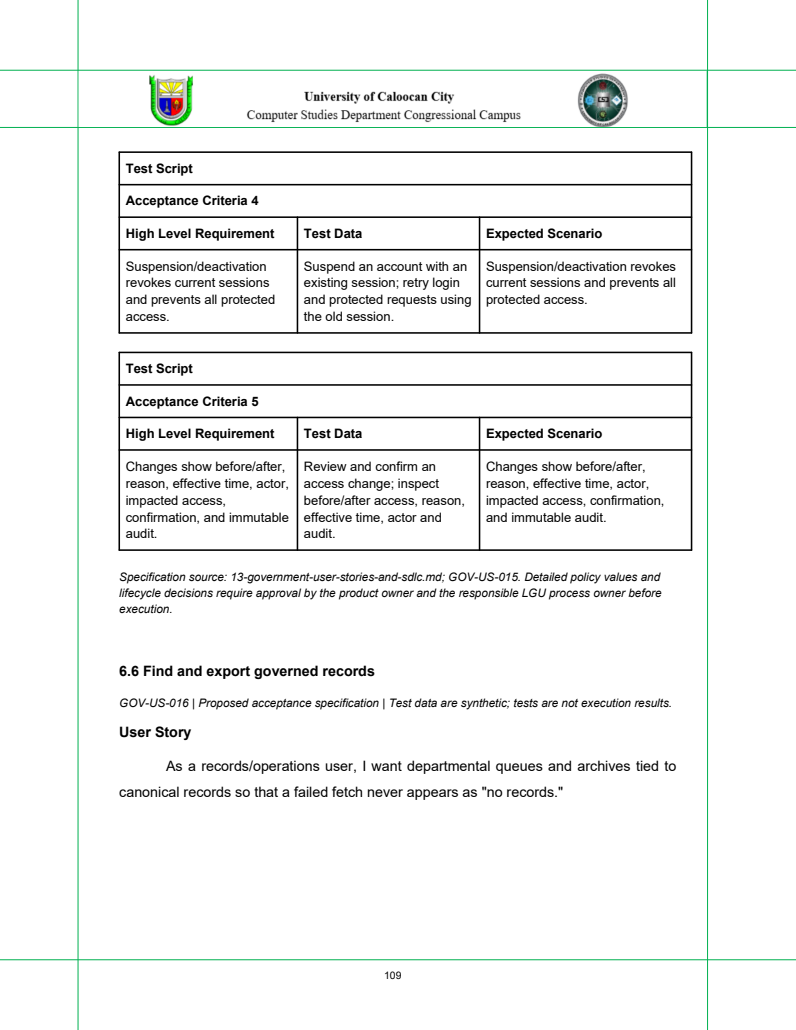 University of Caloocan City
Computer Studies Department Congressional Campus
Test Script
Acceptance Criteria 4
High Level Requirement
Test Data
Expected Scenario
Suspension/deactivation
revokes current sessions
and prevents all protected
access.
Suspend an account with an
existing session; retry login
and protected requests using
the old session.
Suspension/deactivation revokes
current sessions and prevents all
protected access.
Test Script
Acceptance Criteria 5
High Level Requirement
Test Data
Expected Scenario
Changes show before/after,
reason, effective time, actor,
impacted access,
confirmation, and immutable
audit.
Review and confirm an
access change; inspect
before/after access, reason,
effective time, actor and
audit.
Changes show before/after,
reason, effective time, actor,
impacted access, confirmation,
and immutable audit.
Specification source: 13-government-user-stories-and-sdlc.md; GOV-US-015. Detailed policy values and
lifecycle decisions require approval by the product owner and the responsible LGU process owner before
execution.
6.6 Find and export governed records
GOV-US-016 | Proposed acceptance specification | Test data are synthetic; tests are not execution results.
User Story
As a records/operations user, I want departmental queues and archives tied to
canonical records so that a failed fetch never appears as "no records."
109